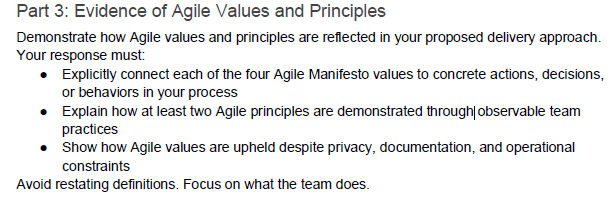 Part 3: Evidence of Agile Values and Principles
Demonstrate how Agile values and principles are reflected in your proposed delivery approach.
Your response must:
● Explicitly connect each of the four Agile Manifesto values to concrete actions, decisions,
or behaviors in your process
● Explain how at least two Agile principles are demonstrated through observable team
practices
● Show how Agile values are upheld despite privacy, documentation, and operational
constraints
Avoid restating definitions. Focus on what the team does.